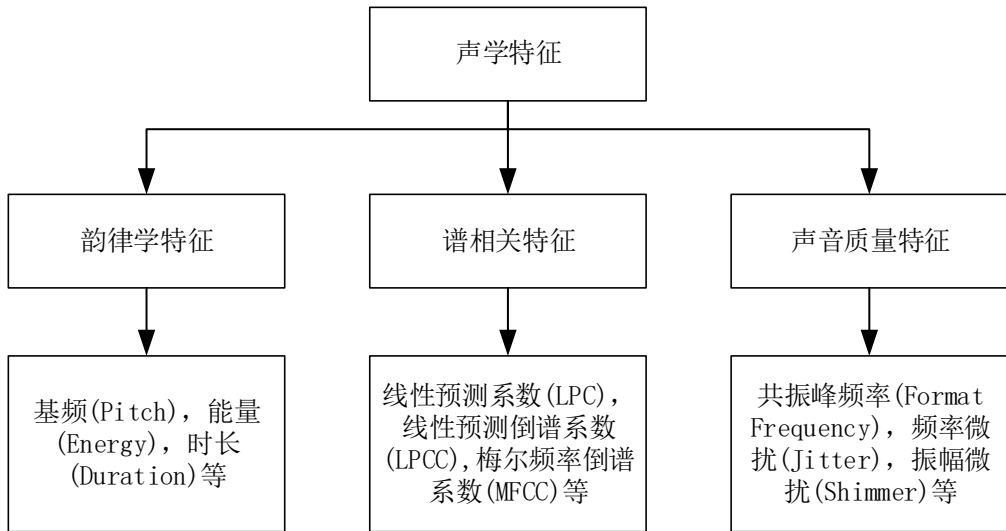 声学特征
韵律学特征
谱相关特征
声音质量特征
基频(Pitch)，能量
(Energy)，时长
(Duration)等
线性预测系数(LPC)，
线性预测倒谱系数
(LPCC),梅尔频率倒谱
系数(MFCC)等
共振峰频率(Format
Frequency)，频率微
扰(Jitter)，振幅微
扰(Shimmer)等